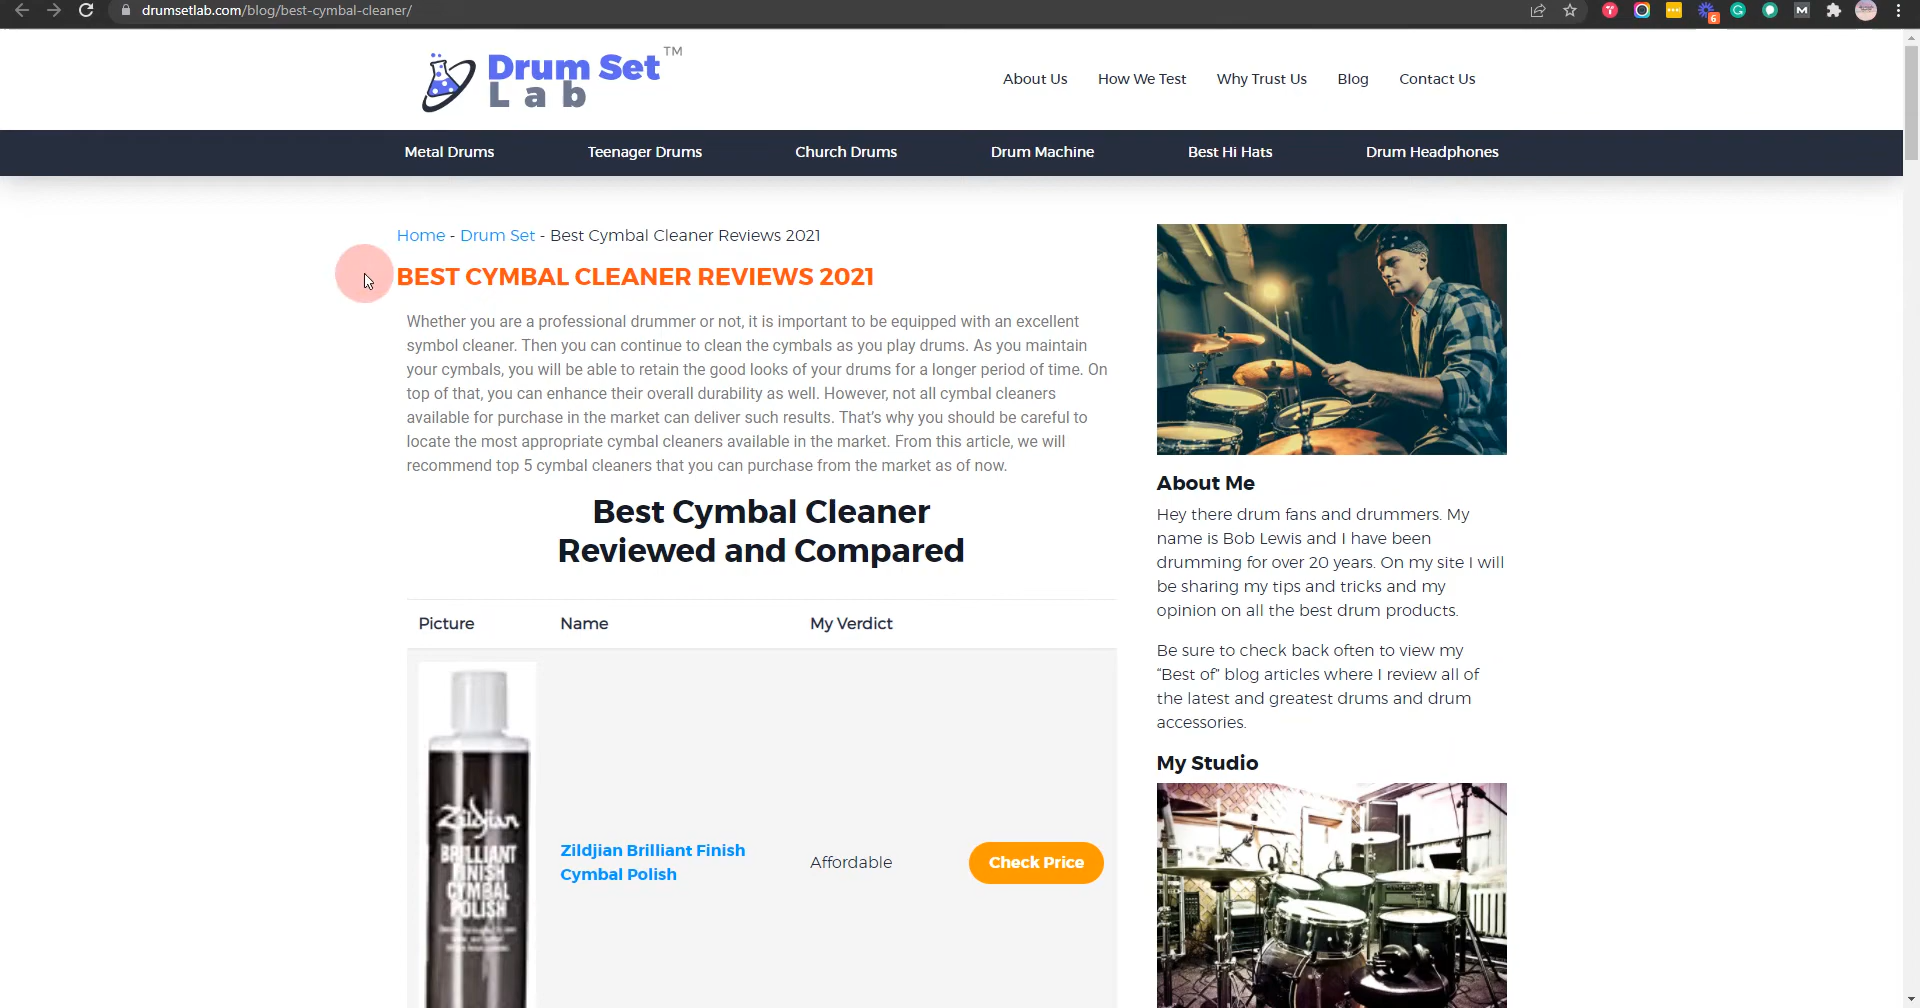 drumsetlab.com/blog/best-cymbal-cleaner/
6
Drum Set TM
Lab
About Us How We Test Why Trust Us Blog Contact Us
Metal Drums Teenager Drums Church Drums Drum Machine Best Hi Hats Drum Headphones
Home - Drum Set - Best Cymbal Cleaner Reviews 2021
BEST CYMBAL CLEANER REVIEWS 2021
Whether you are a professional drummer or not, it is important to be equipped with an excellent
symbol cleaner. Then you can continue to clean the cymbals as you play drums. As you maintain
your cymbals, you will be able to retain the good looks of your drums for a longer period of time. On
top of that, you can enhance their overall durability as well. However, not all cymbal cleaners
available for purchase in the market can deliver such results. That’s why you should be careful to
locate the most appropriate cymbal cleaners available in the market. From this article, we will
recommend top 5 cymbal cleaners that you can purchase from the market as of now.
Best Cymbal Cleaner
Reviewed and Compared
Picture Name My Verdict
Zildjian
BRILLIANT
FINISH
CYMBAL
POLISH
Zildjian Brilliant Finish
Cymbal Polish
Affordable
Check Price
About Me
Hey there drum fans and drummers. My
name is Bob Lewis and I have been
drumming for over 20 years. On my site I will
be sharing my tips and tricks and my
opinion on all the best drum products.
Be sure to check back often to view my
“Best of” blog articles where I review all of
the latest and greatest drums and drum
accessories.
My Studio